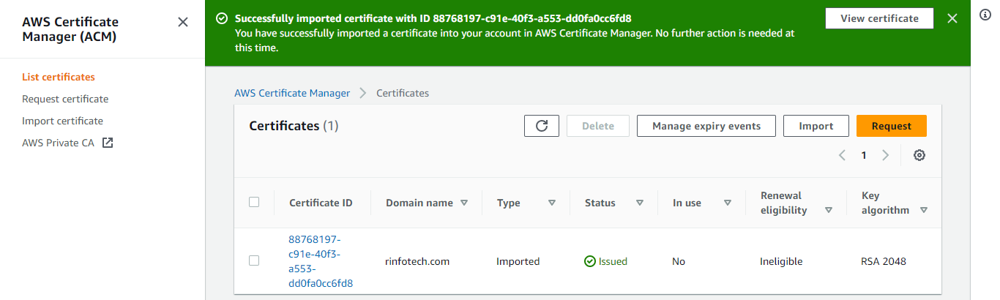 AWS Certificate
Manager (ACM)
List certificates
Request certificate
Import certificate
AWS Private CA
Successfully imported certificate with ID 88768197-c91e-40f3-a553-dd0fa0cc6fd8
You have successfully imported a certificate into your account in AWS Certificate Manager. No further action is needed at
this time.
View certificate
AWS Certificate Manager Certificates
Certificates (1)
Delete
Manage expiry events
Import
Request
1
Certificate ID
Domain name
Type
Status
In use
Renewal
eligibility
Key
algorithm
88768197-
c91e-40f3-
a553-
dd0fa0cc6fd8
rinfotech.com
Imported
Issued
No
Ineligible
RSA 2048